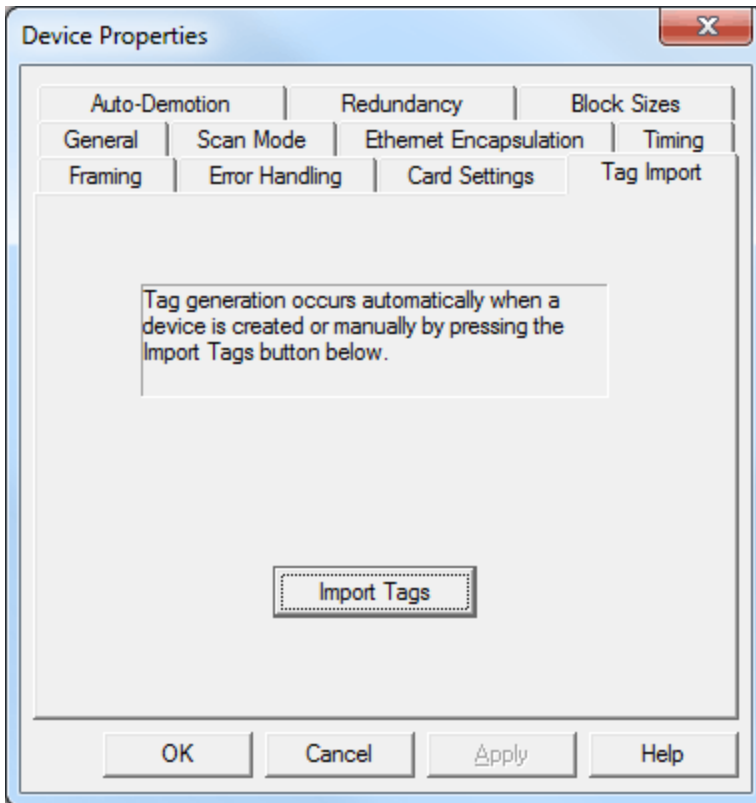 Device Properties
Auto-Demotion Redundancy Block Sizes
General Scan Mode Ethernet Encapsulation Timing
Framing Error Handling Card Settings Tag Import
Tag generation occurs automatically when a
device is created or manually by pressing the
Import Tags button below.
Import Tags
OK Cancel Apply Help